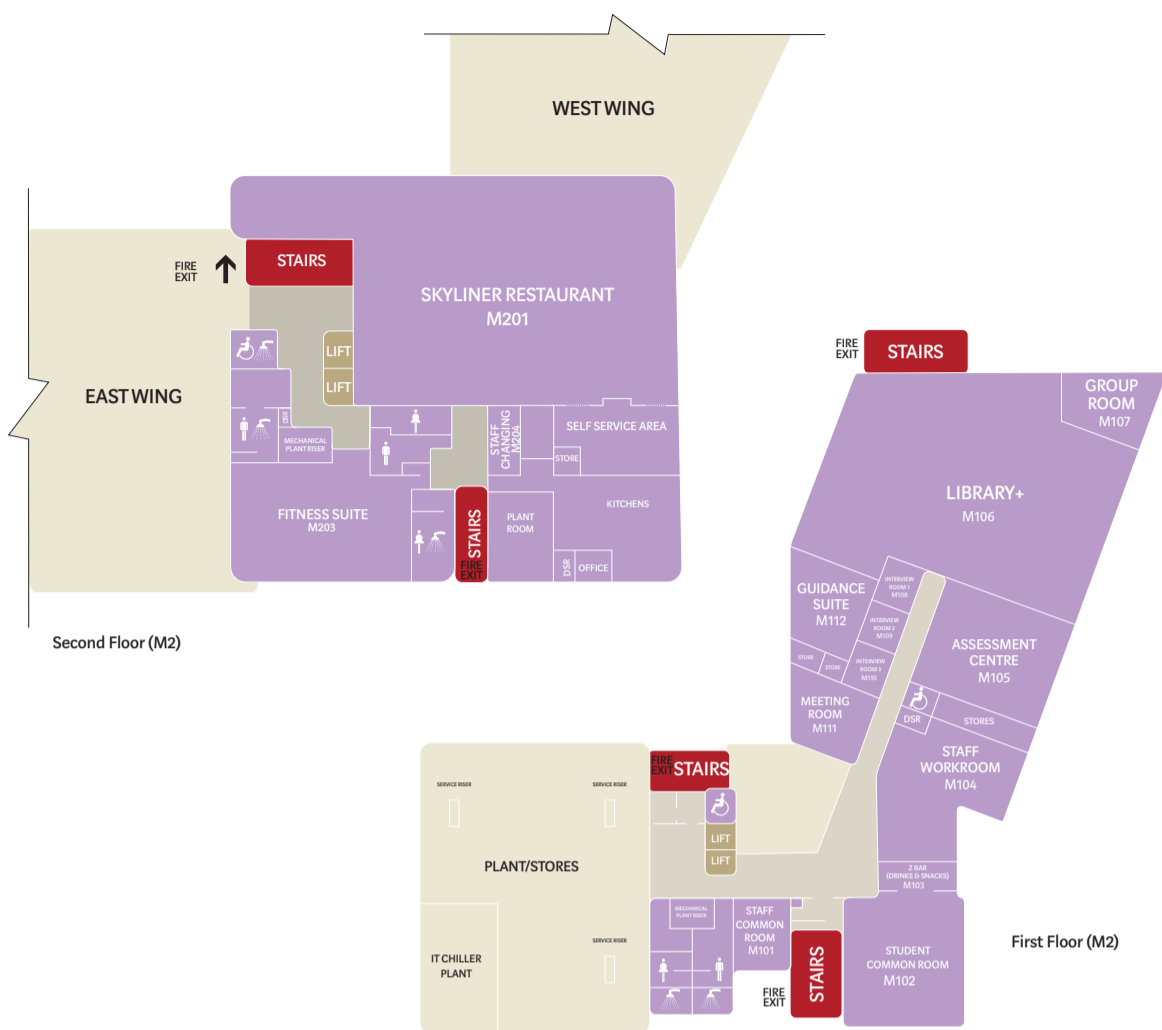 WEST WING
EAST WING
FIRE
EXIT
STAIRS
SKYLINER RESTAURANT
M201
LIFT
LIFT
DSR
MECHANICAL
PLANT RISER
STAFF
CHANGING
M204
SELF SERVICE AREA
STORE
KITCHENS
FITNESS SUITE
M203
STAIRS
FIRE
EXIT
PLANT
ROOM
DSR
OFFICE
Second Floor (M2)
FIRE
EXIT
STAIRS
GROUP
ROOM
M107
LIBRARY+
M106
GUIDANCE
SUITE
M112
INTERVIEW
ROOM 1
M108
INTERVIEW
ROOM 2
M109
INTERVIEW
ROOM 3
M110
STORE
STORE
MEETING
ROOM
M111
ASSESSMENT
CENTRE
M105
DSR
STORES
STAFF
WORKROOM
M104
Z BAR
(DRINKS & SNACKS)
M103
STUDENT
COMMON ROOM
M102
FIRE
EXIT
STAIRS
LIFT
LIFT
SERVICE RISER
SERVICE RISER
PLANT/STORES
SERVICE RISER
IT CHILLER
PLANT
MECHANICAL
PLANT RISER
STAFF
COMMON
ROOM
M101
STAIRS
FIRE
EXIT
First Floor (M2)